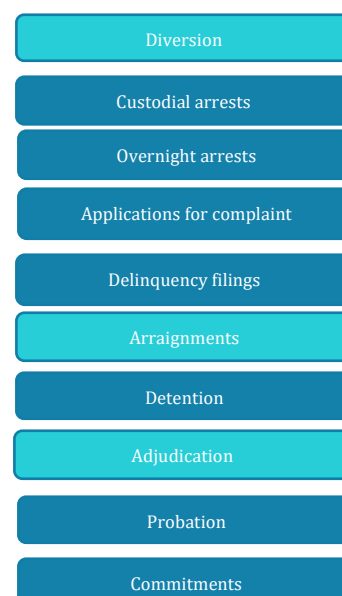 Diversion
Custodial arrests
Overnight arrests
Applications for complaint
Delinquency filings
Arraignments
Detention
Adjudication
Probation
Commitments